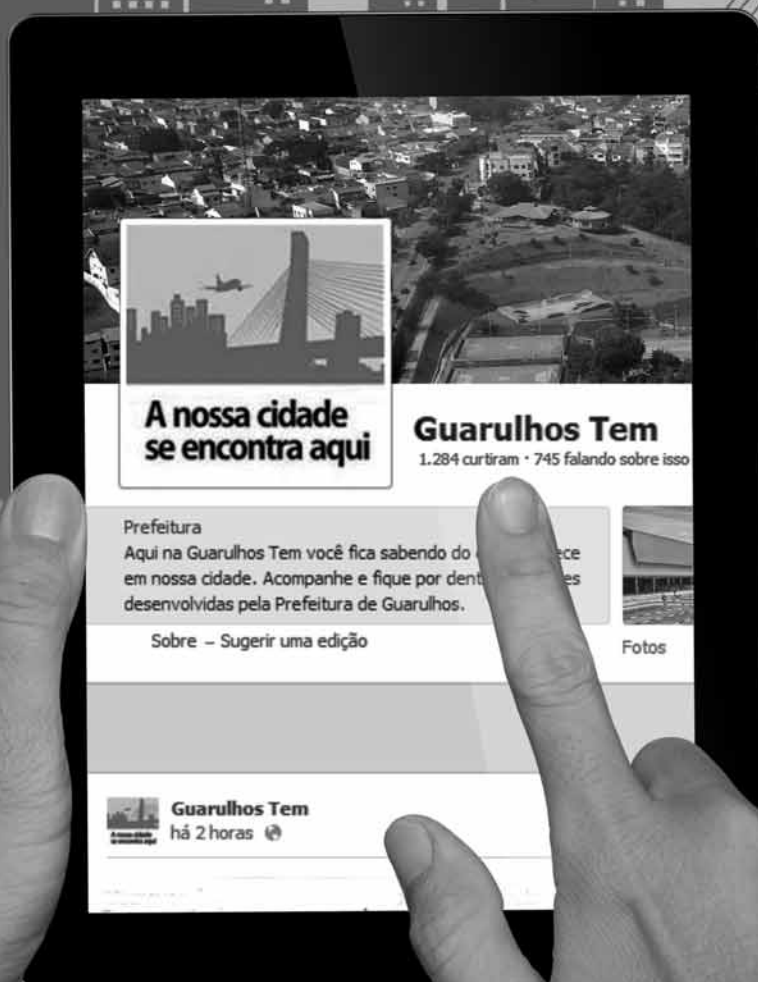 A nossa cidade
se encontra aqui
Guarulhos Tem
1.284 curtiram · 745 falando sobre isso
Prefeitura
Aqui na Guarulhos Tem você fica sabendo do
em nossa cidade. Acompanhe e fique por
desenvolvidas pela Prefeitura de Guarulhos.
Sobre – Sugerir uma edição
Fotos
Guarulhos Tem
há 2 horas